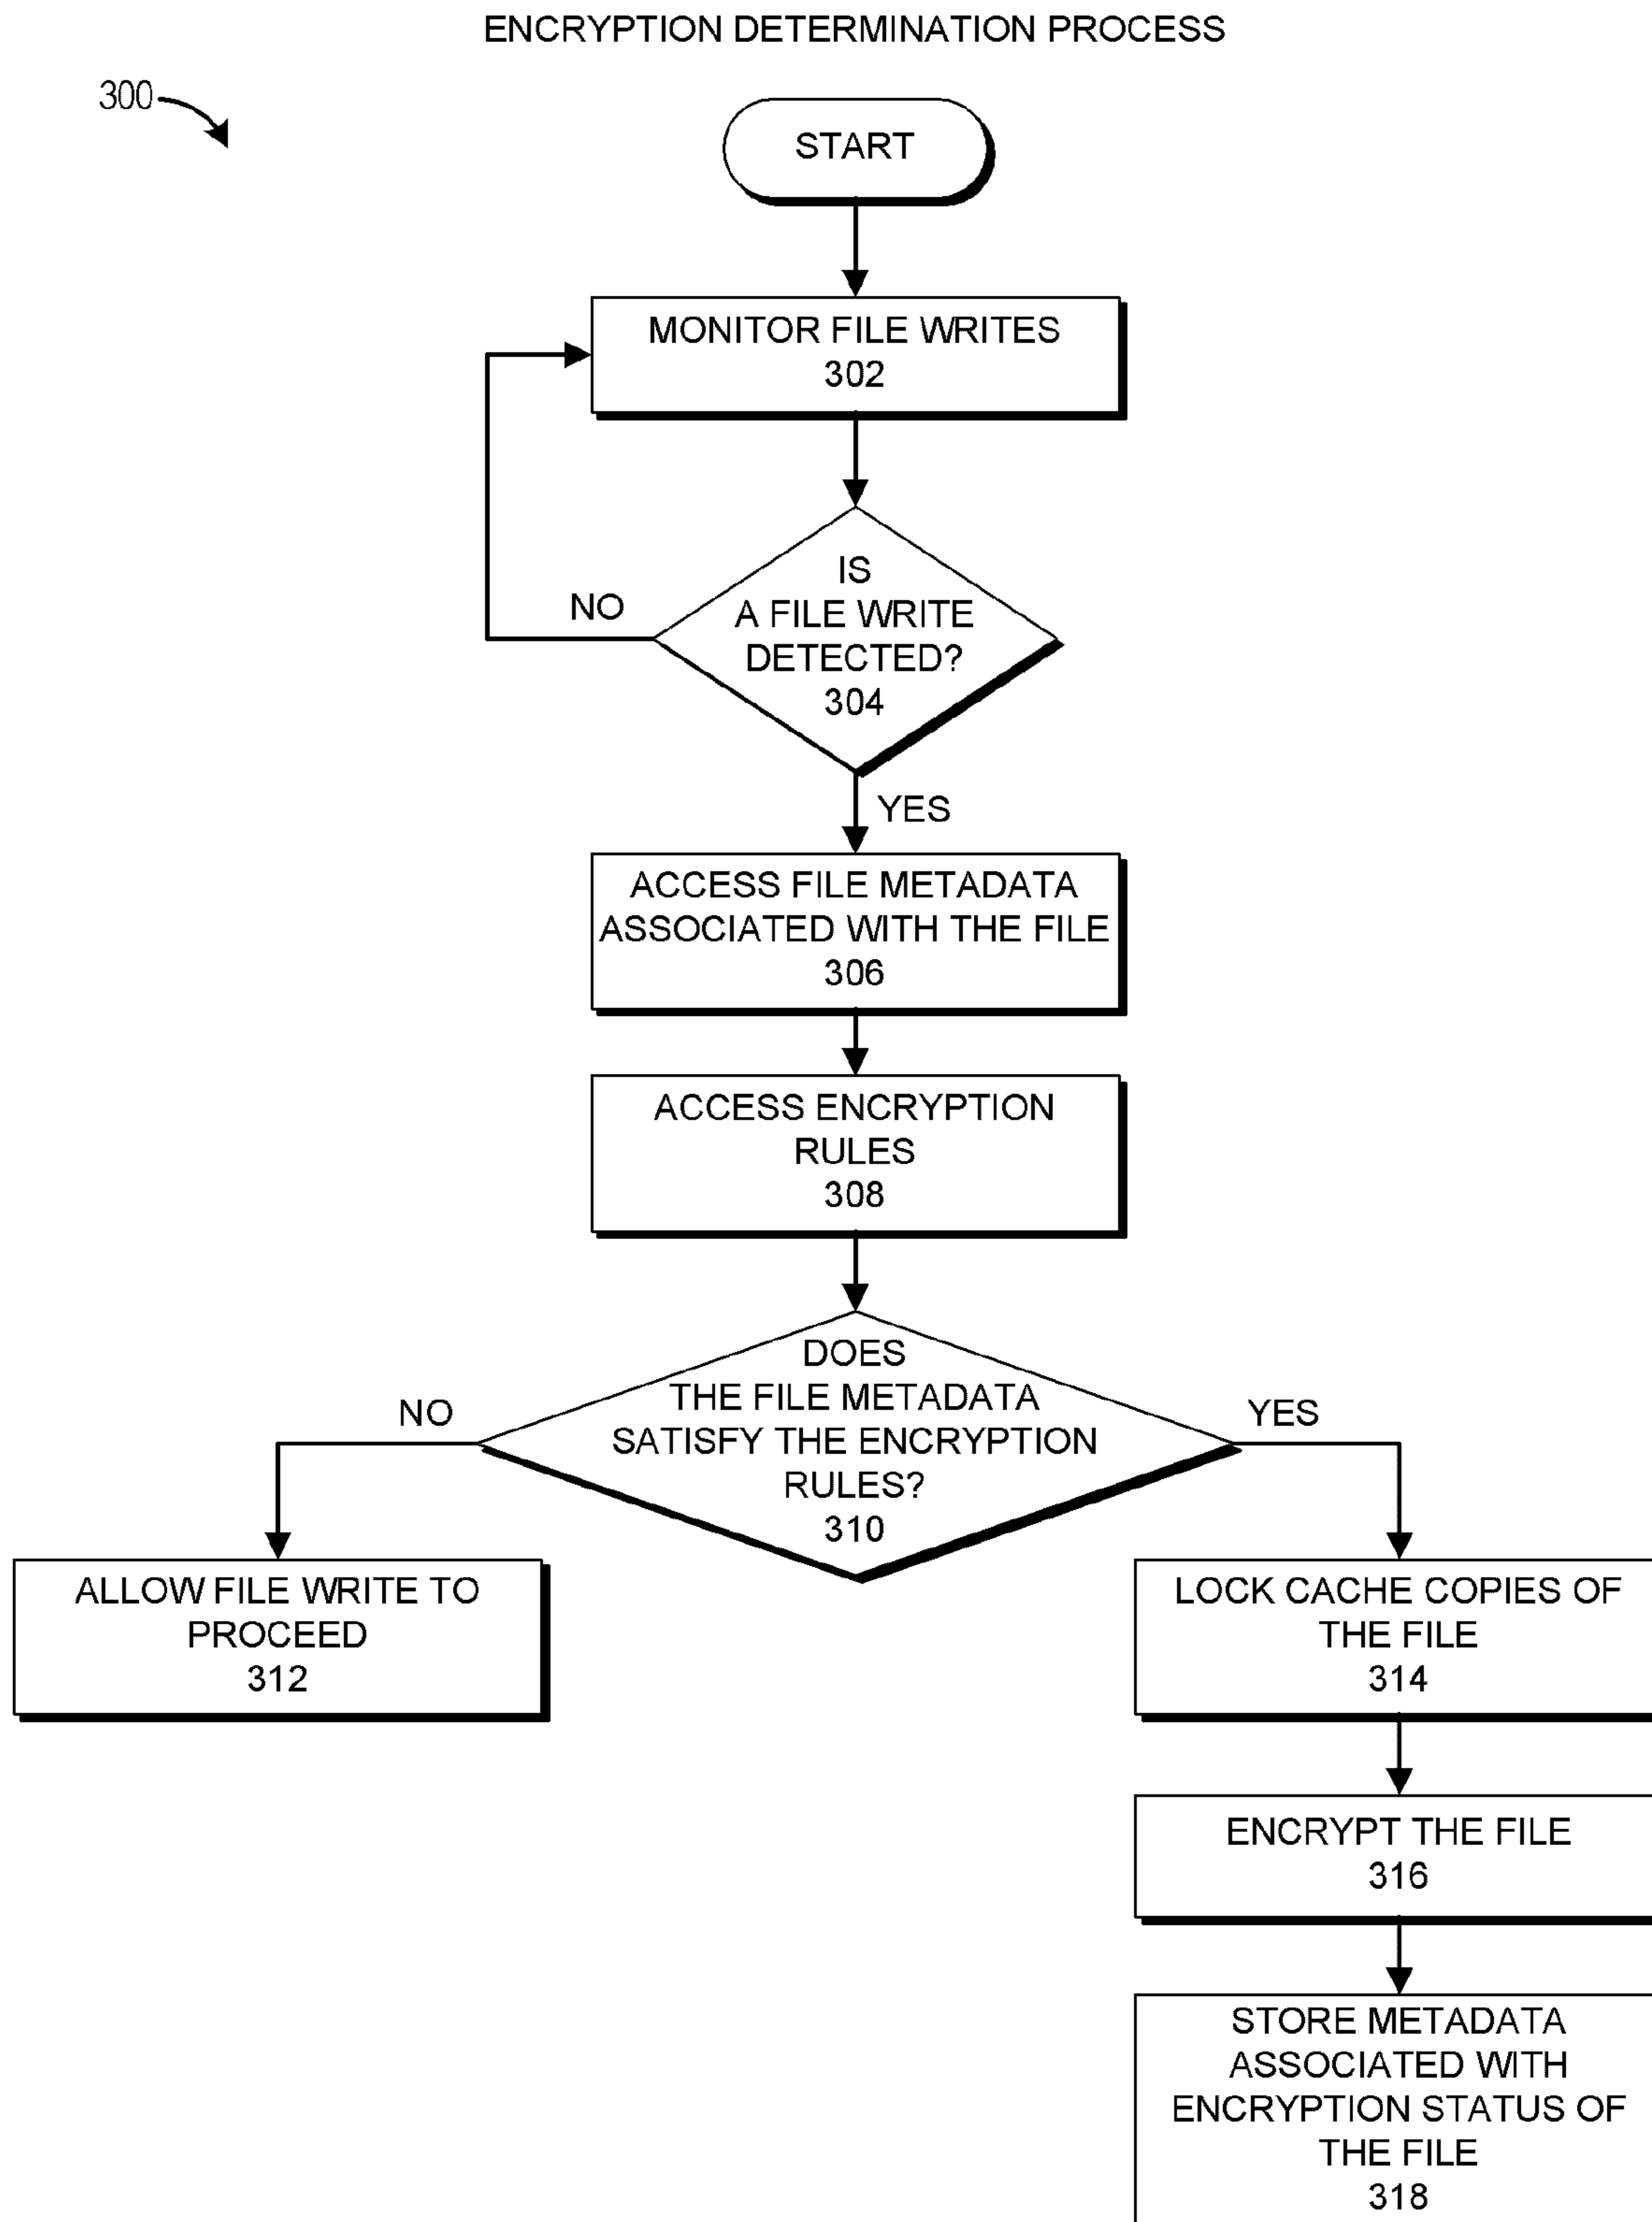 ENCRYPTION DETERMINATION PROCESS
300
START
MONITOR FILE WRITES
302
IS
A FILE WRITE
DETECTED?
304
NO
YES
ACCESS FILE METADATA
ASSOCIATED WITH THE FILE
306
ACCESS ENCRYPTION
RULES
308
DOES
THE FILE METADATA
SATISFY THE ENCRYPTION
RULES?
310
NO
YES
ALLOW FILE WRITE TO
PROCEED
312
LOCK CACHE COPIES OF
THE FILE
314
ENCRYPT THE FILE
316
STORE METADATA
ASSOCIATED WITH
ENCRYPTION STATUS OF
THE FILE
318